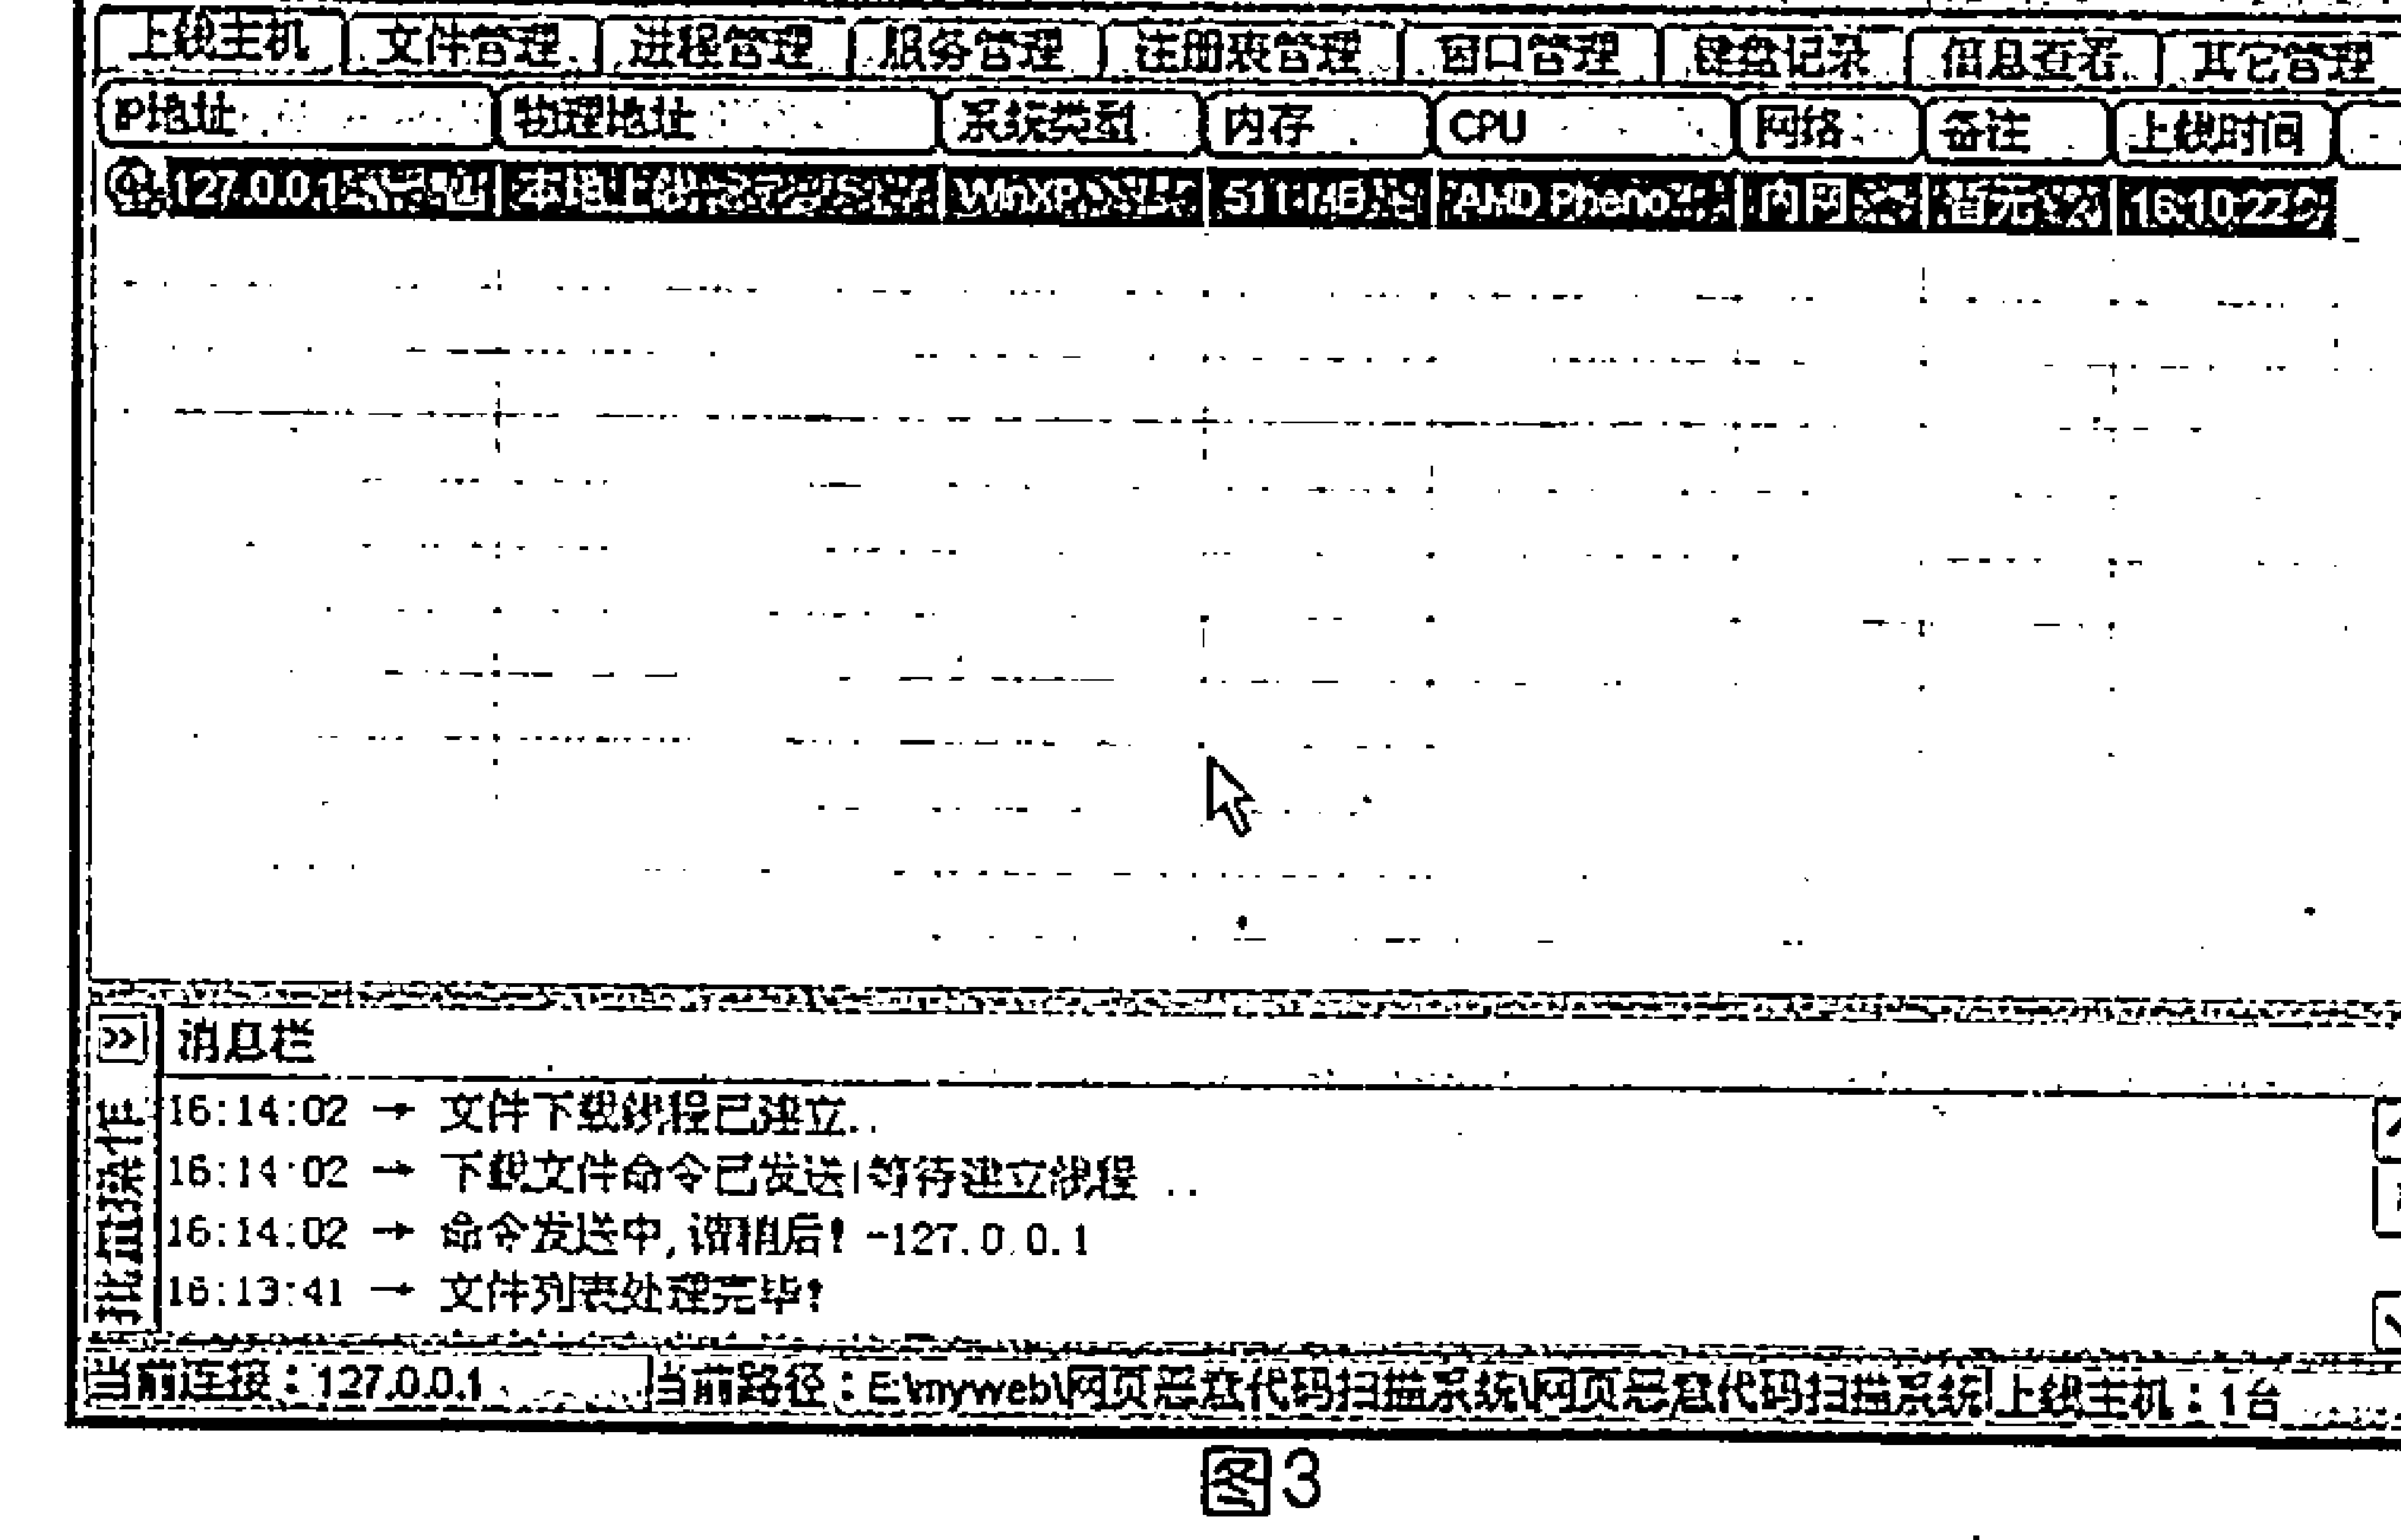 上线主机 文件管理 进程管理 服务管理 注册表管理 窗口管理 键盘记录 信息查看 其它管理
IP地址 物理地址 系统类型 内存 CPU 网络 备注 上线时间
127.0.0.1 本地上线 WinXP 511 MB AMD Pheno 内网 暂无 16:10:22
» 消息栏
批量操作
16:14:02 → 文件下载线程已建立..
16:14:02 → 下载文件命令已发送|等待建立线程 ..
16:14:02 → 命令发送中,请稍后! -127.0.0.1
16:13:41 → 文件列表处理完毕!
当前连接：127.0.0.1 当前路径：E:\myweb\网页恶意代码扫描系统\网页恶意代码扫描系统\ 上线主机：1台
图3